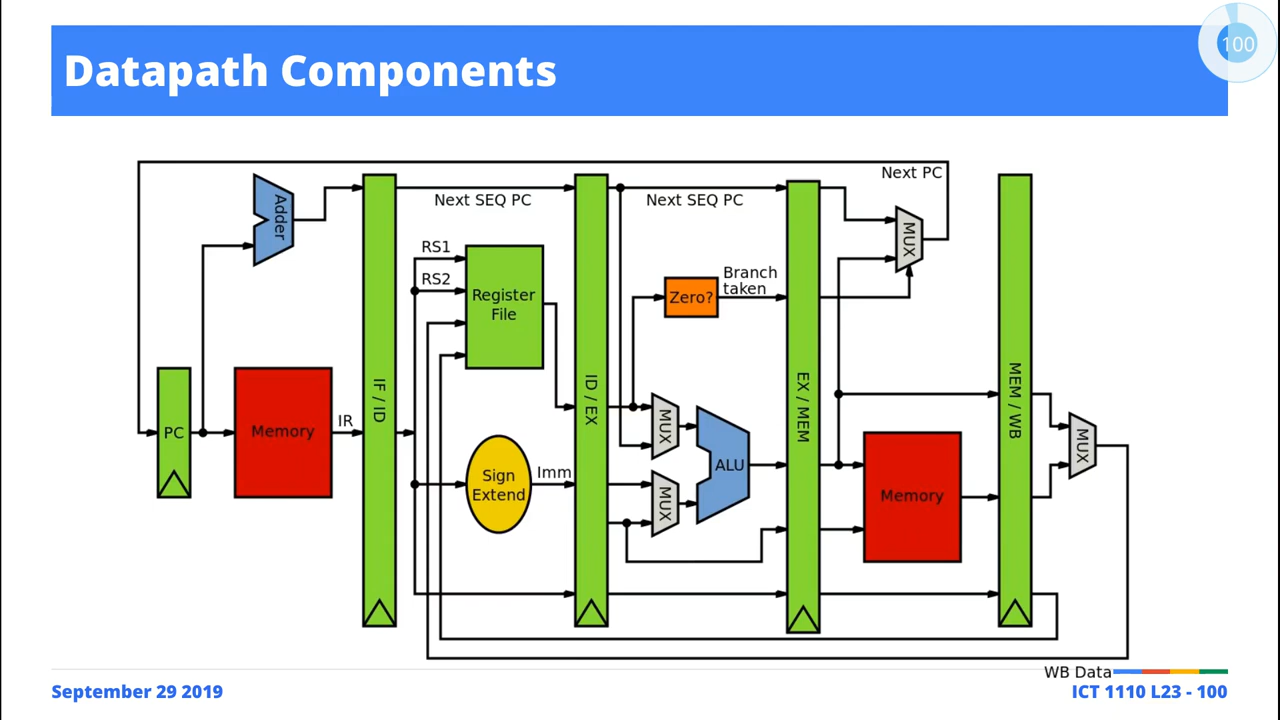 Datapath Components
100
Next PC
Adder
Next SEQ PC
Next SEQ PC
RS1
RS2
Register
File
Zero?
Branch
taken
MUX
PC
Memory
IR
IF / ID
Sign
Extend
Imm
ID / EX
MUX
MUX
ALU
EX / MEM
Memory
MEM / WB
MUX
WB Data
September 29 2019
ICT 1110 L23 - 100